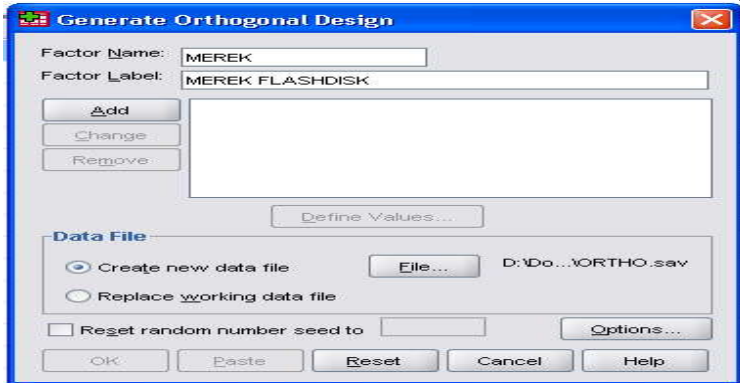 Generate Orthogonal Design
Factor Name: MEREK
Factor Label: MEREK FLASHDISK
Add
Change
Remove
Define Values...
Data File
Create new data file File... D:\Do...\ORTHO.sav
Replace working data file
Reset random number seed to Options...
OK Paste Reset Cancel Help